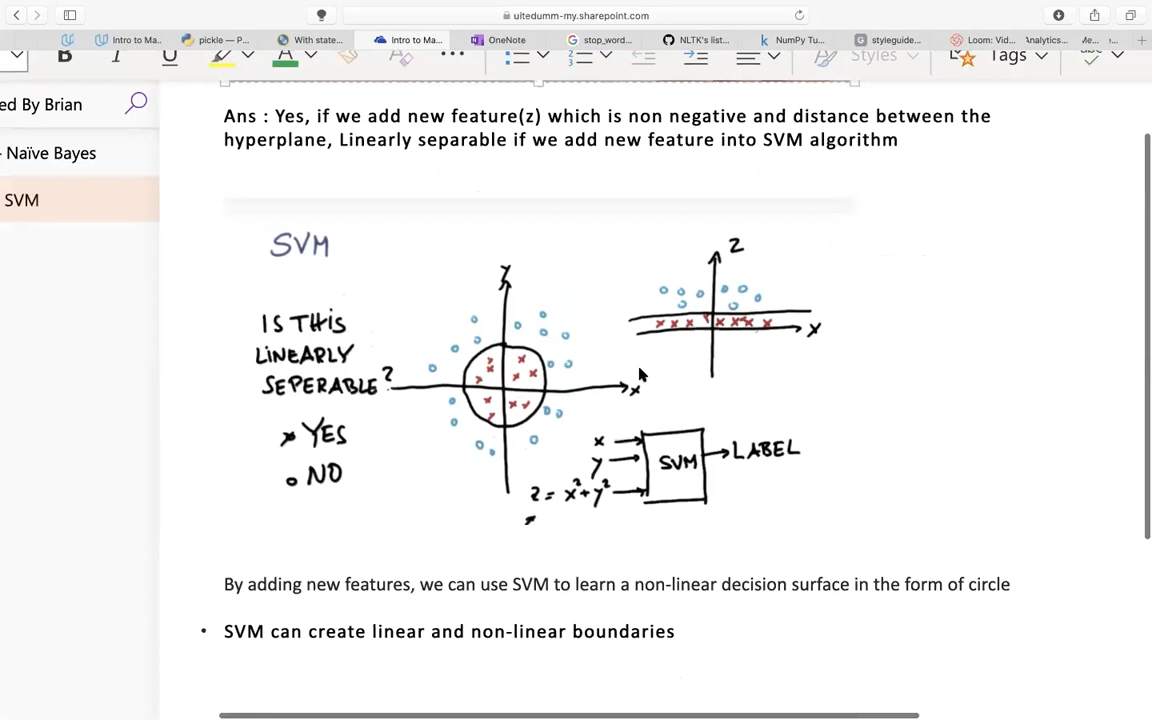 uitedumm-my.sharepoint.com
Intro to Ma..
pickle — P...
With state...
Intro to Ma...
OneNote
stop_word...
NLTK's list...
NumPy Tu...
styleguide...
Loom: Vid...
Analytics...
Me...
B I U A
Styles
Tags
ed By Brian
- Naïve Bayes
SVM
Ans : Yes, if we add new feature(z) which is non negative and distance between the
hyperplane, Linearly separable if we add new feature into SVM algorithm
SVM
IS THIS
LINEARLY
SEPERABLE?
x YES
o NO
y
x
z
x
x
y
z = x²+y²
SVM
LABEL
By adding new features, we can use SVM to learn a non-linear decision surface in the form of circle
• SVM can create linear and non-linear boundaries